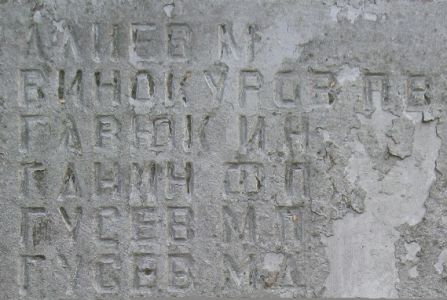 АЛИЕВ М
ВИНОКУРОВ П В
ГАВЮК И Н
ГАНИН Ф П
ГУСЕВ М П
ГУСЕВ М Д